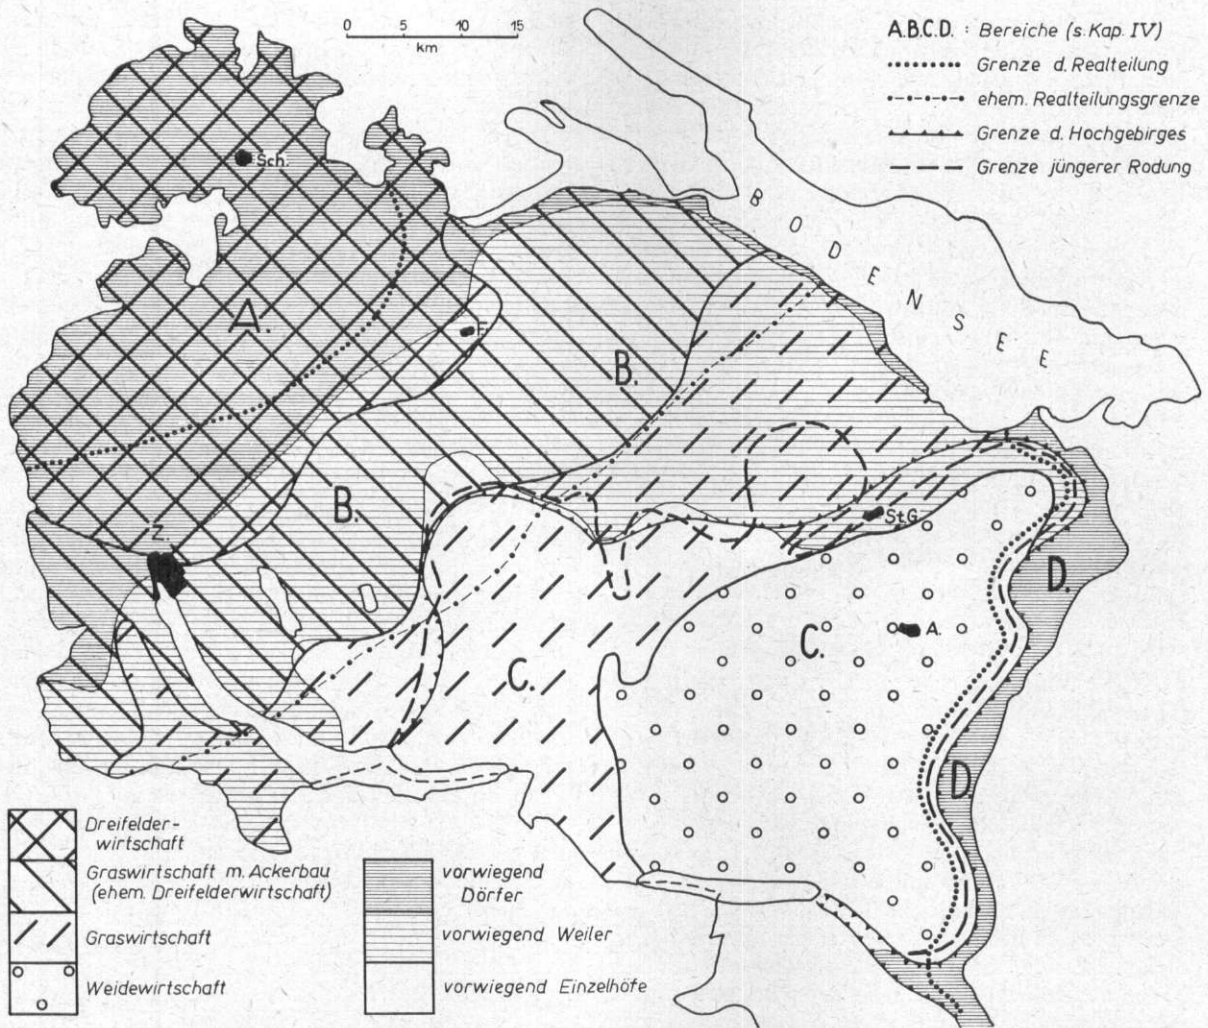 0 5 10 15
km
A.B.C.D. : Bereiche (s. Kap. IV)
Grenze d. Realteilung
ehem. Realteilungsgrenze
Grenze d. Hochgebirges
Grenze jüngerer Rodung
Sch.
BODENSEE
A.
F.
B.
B.
Z.
St.G.
D.
A.
C.
C.
D.
Dreifelder-
wirtschaft
Graswirtschaft m. Ackerbau
(ehem. Dreifelderwirtschaft)
Graswirtschaft
Weidewirtschaft
vorwiegend
Dörfer
vorwiegend Weiler
vorwiegend Einzelhöfe